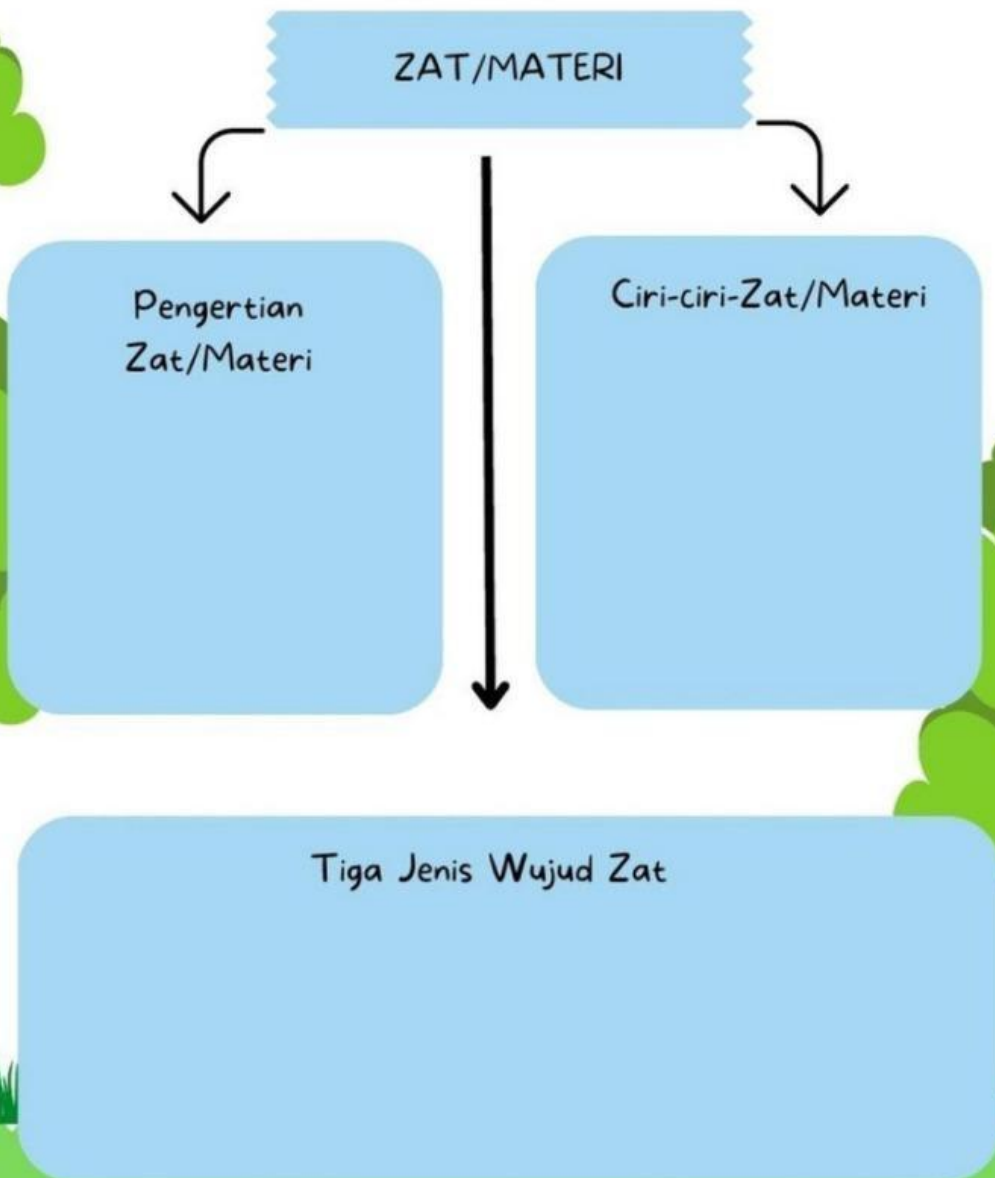 ZAT/MATERI
Pengertian
Zat/Materi
Ciri-ciri-Zat/Materi
Tiga Jenis Wujud Zat